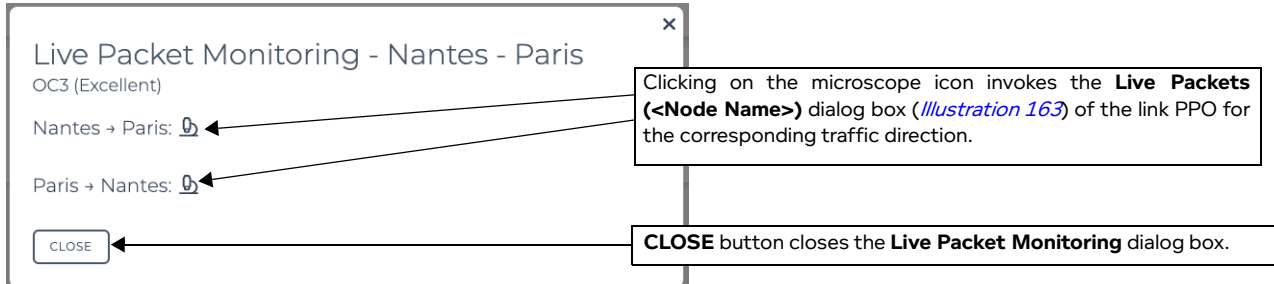 ×
Live Packet Monitoring - Nantes - Paris
OC3 (Excellent)
Nantes → Paris:
Paris → Nantes:
CLOSE
Clicking on the microscope icon invokes the Live Packets
(<Node Name>) dialog box (Illustration 163) of the link PPO for
the corresponding traffic direction.
CLOSE button closes the Live Packet Monitoring dialog box.